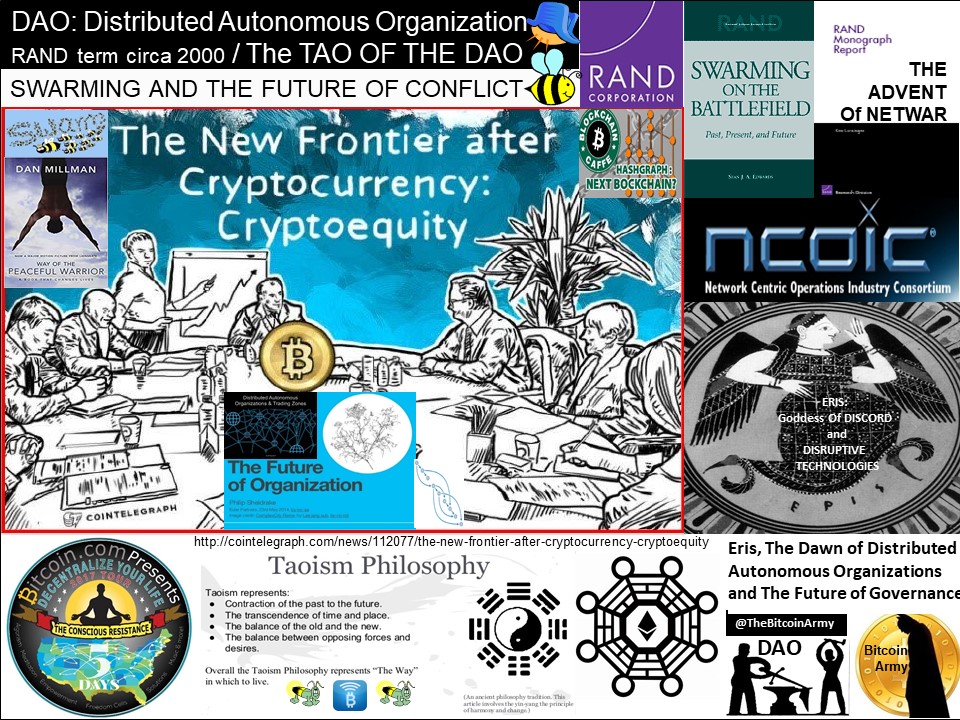 DAO: Distributed Autonomous Organization
RAND term circa 2000 / The TAO OF THE DAO
SWARMING AND THE FUTURE OF CONFLICT
RAND
CORPORATION
RAND
SWARMING
ON THE
BATTLEFIELD
Past, Present, and Future
SEAN J. A. EDWARDS
RAND
Monograph
Report
THE
ADVENT
Of NETWAR
DAN MILLMAN
WAY OF THE
PEACEFUL WARRIOR
A BOOK THAT CHANGES LIVES
The New Frontier after
Cryptocurrency:
Cryptoequity
BLOCKCHAIN
CAFFE
HASHGRAPH:
NEXT BOCKCHAIN?
ncoic®
Network Centric Operations Industry Consortium
ERIS:
Goddess Of DISCORD
and
DISRUPTIVE
TECHNOLOGIES
Distributed Autonomous
Organizations & Trading Zones
The Future
of Organization
COINTELEGRAPH
http://cointelegraph.com/news/112077/the-new-frontier-after-cryptocurrency-cryptoequity
Bitcoin.com Presents
DECENTRALIZE YOUR LIFE
2017 TOUR
THE CONSCIOUS RESISTANCE
5
DAYS
Taoism Philosophy
Taoism represents:
• Contraction of the past to the future.
• The transcendence of time and place.
• The balance of the old and the new.
• The balance between opposing forces and
desires.
Overall the Taoism Philosophy represents “The Way”
in which to live.
(An ancient philosophy tradition. This
article involves the yin-yang the principle
of harmony and change.)
Eris, The Dawn of Distributed
Autonomous Organizations
and The Future of Governance
@TheBitcoinArmy
DAO
Bitcoin
Army